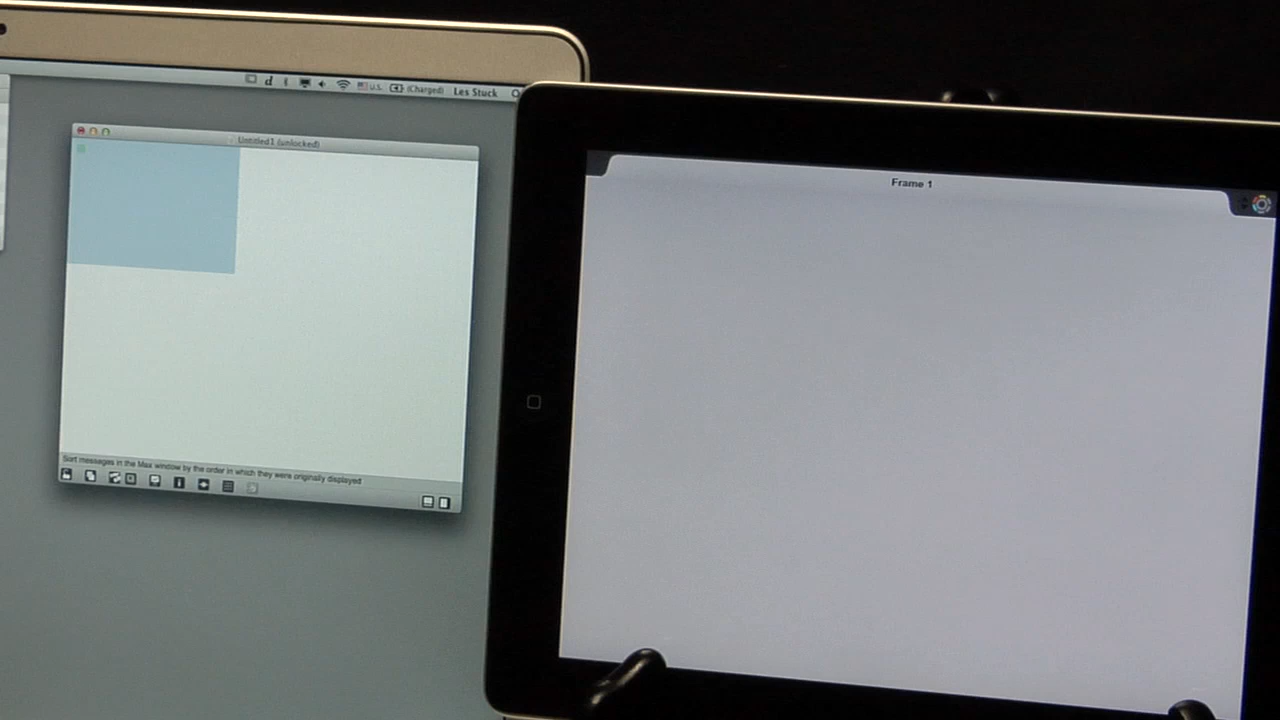 d U.S. (Charged) Les Stuck
Untitled1 (unlocked)
Frame 1
Sort messages in the Max window by the order in which they were originally displayed